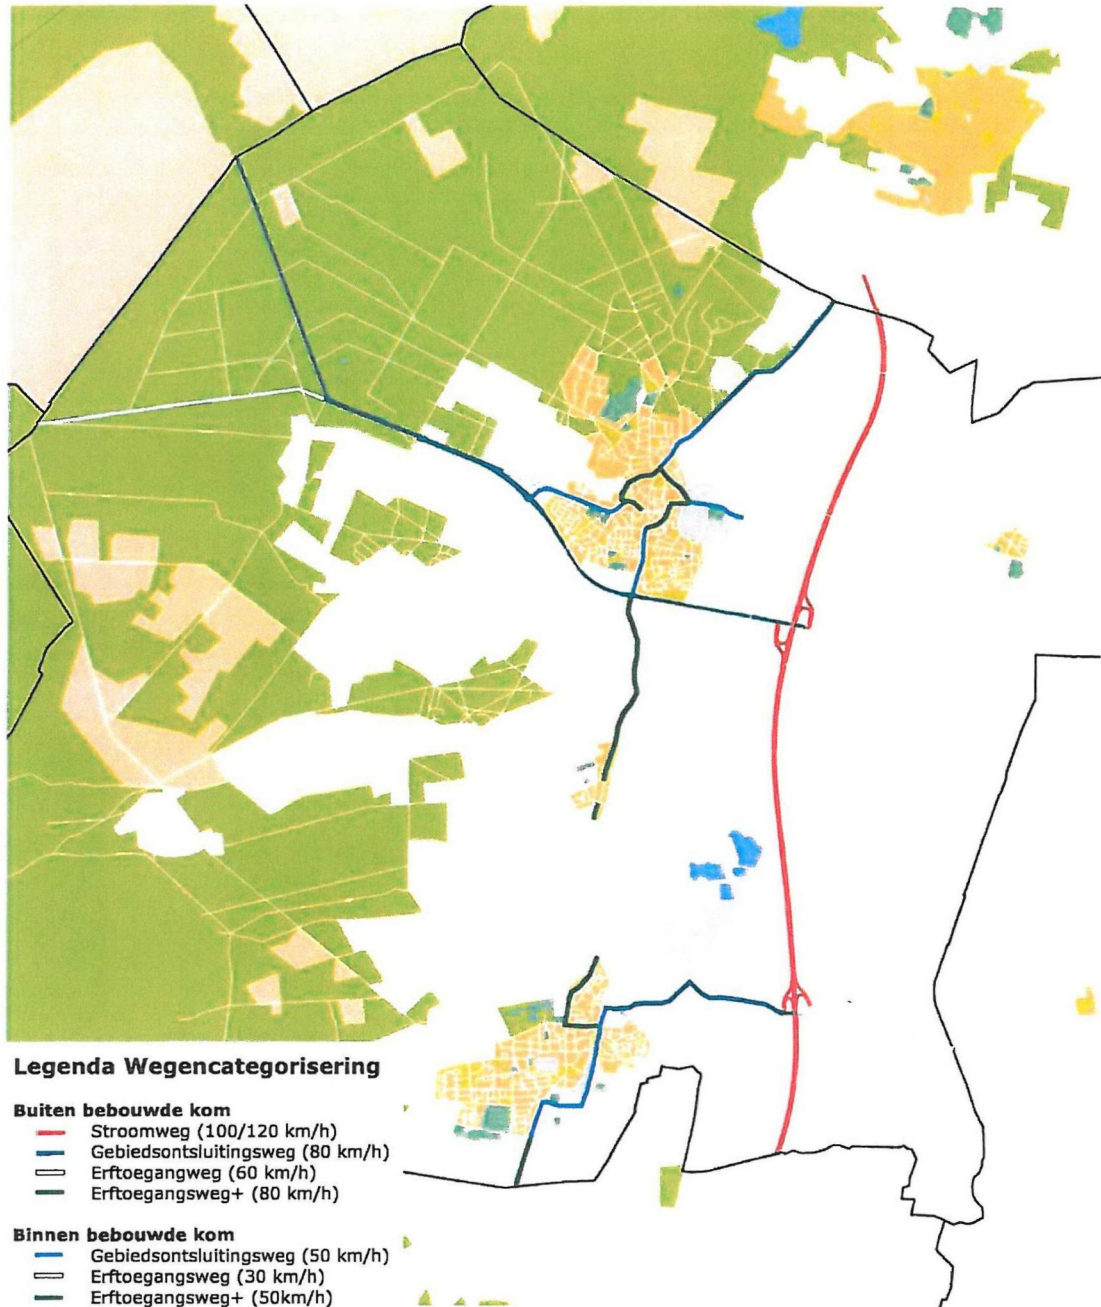 Legenda Wegencategorisering
Buiten bebouwde kom
Stroomweg (100/120 km/h)
Gebiedsontsluitingsweg (80 km/h)
Erftoegangweg (60 km/h)
Erftoegangsweg+ (80 km/h)
Binnen bebouwde kom
Gebiedsontsluitingsweg (50 km/h)
Erftoegangsweg (30 km/h)
Erftoegangsweg+ (50km/h)